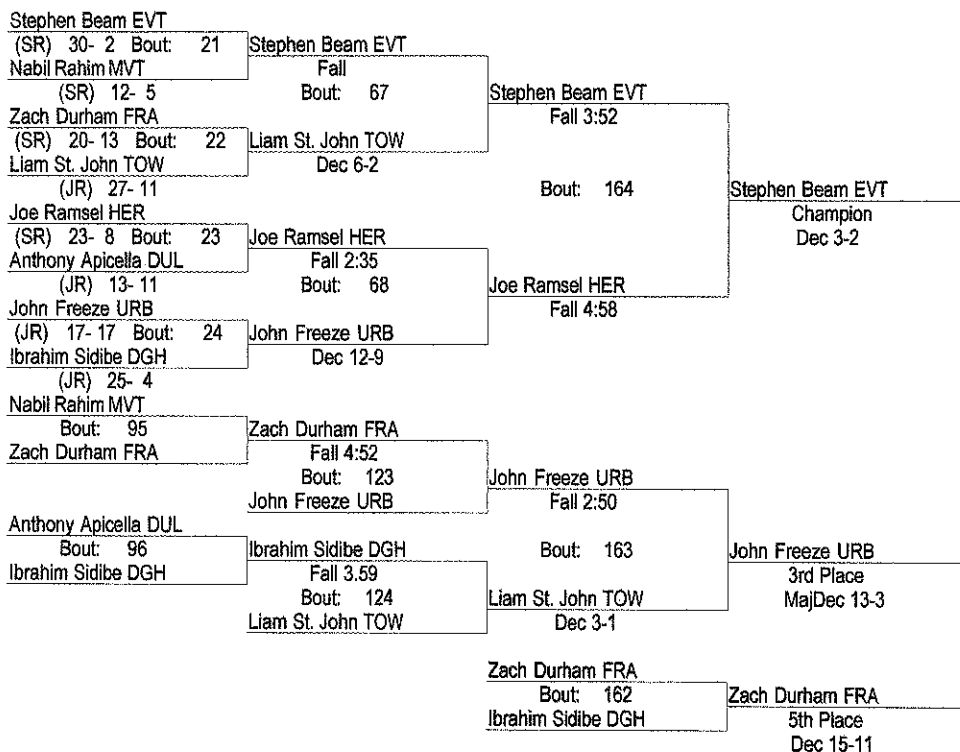 Stephen Beam EVT
(SR) 30- 2 Bout: 21
Nabil Rahim MVT
(SR) 12- 5
Zach Durham FRA
(SR) 20- 13 Bout: 22
Liam St. John TOW
(JR) 27- 11
Joe Ramsel HER
(SR) 23- 8 Bout: 23
Anthony Apicella DUL
(JR) 13- 11
John Freeze URB
(JR) 17- 17 Bout: 24
Ibrahim Sidibe DGH
(JR) 25- 4
Stephen Beam EVT
Fall
Bout: 67
Liam St. John TOW
Dec 6-2
Joe Ramsel HER
Fall 2:35
Bout: 68
John Freeze URB
Dec 12-9
Stephen Beam EVT
Fall 3:52
Bout: 164
Joe Ramsel HER
Fall 4:58
Stephen Beam EVT
Champion
Dec 3-2
Nabil Rahim MVT
Bout: 95
Zach Durham FRA
Anthony Apicella DUL
Bout: 96
Ibrahim Sidibe DGH
Zach Durham FRA
Fall 4:52
Bout: 123
John Freeze URB
Ibrahim Sidibe DGH
Fall 3.59
Bout: 124
Liam St. John TOW
John Freeze URB
Fall 2:50
Bout: 163
Liam St. John TOW
Dec 3-1
John Freeze URB
3rd Place
MajDec 13-3
Zach Durham FRA
Bout: 162
Ibrahim Sidibe DGH
Zach Durham FRA
5th Place
Dec 15-11